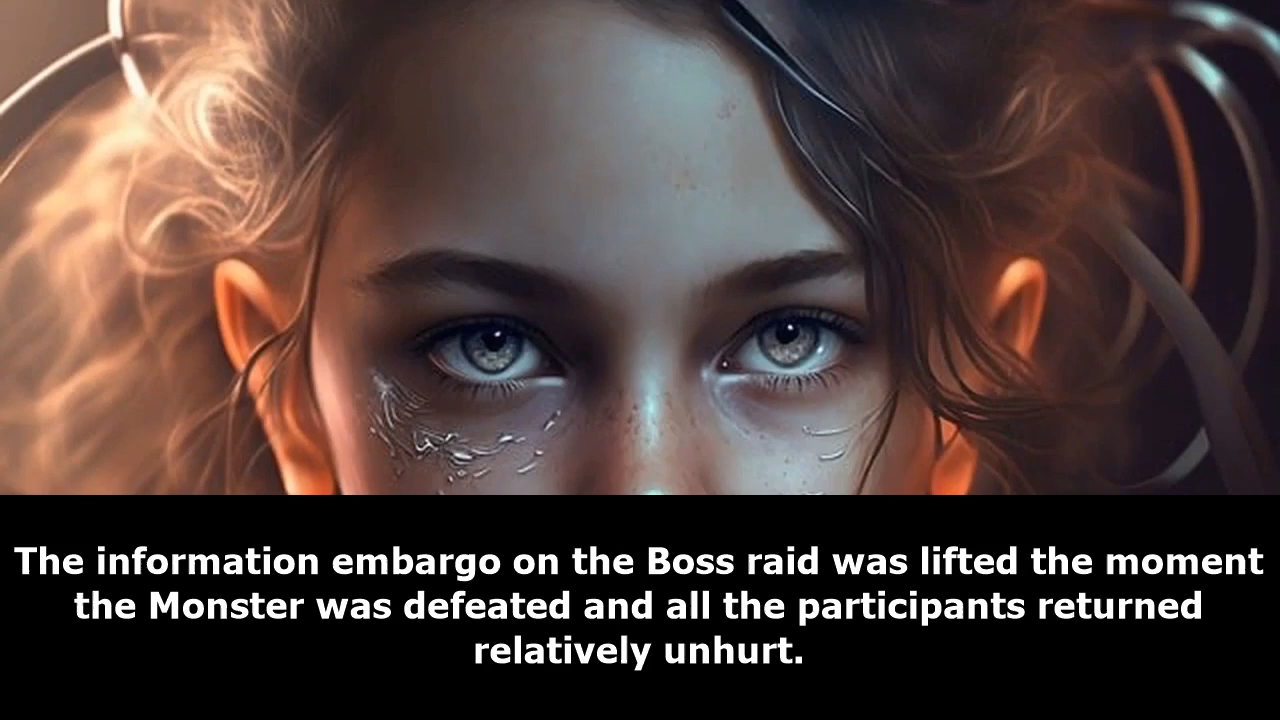 The information embargo on the Boss raid was lifted the moment
the Monster was defeated and all the participants returned
relatively unhurt.